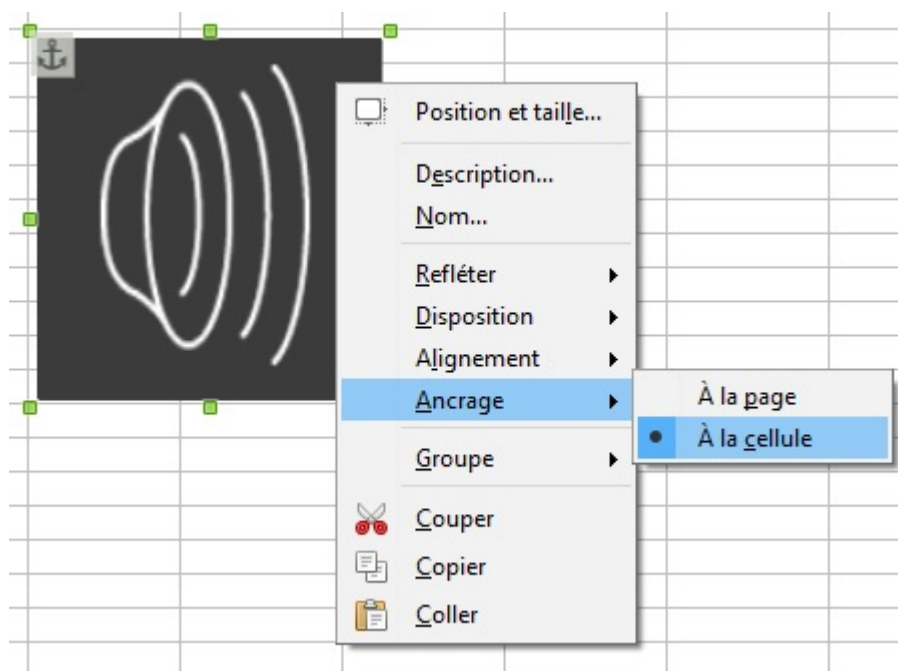 Position et taille...
Description...
Nom...
Refléter
Disposition
Alignement
Ancrage
À la page
À la cellule
Groupe
Couper
Copier
Coller